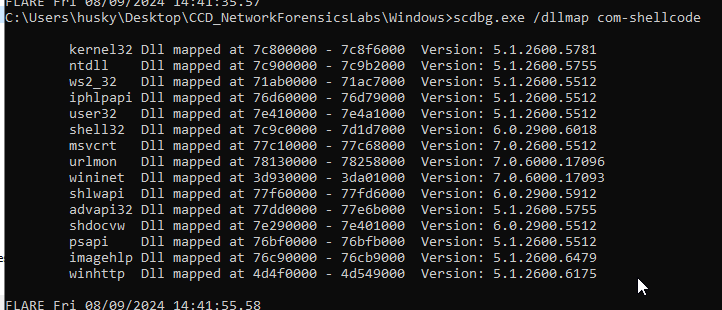 FLARE Fri 08/09/2024 14:41:35.57
C:\Users\husky\Desktop\CCD_NetworkForensicsLabs\Windows>scdbg.exe /dllmap com-shellcode
kernel32 Dll mapped at 7c800000 - 7c8f6000 Version: 5.1.2600.5781
ntdll Dll mapped at 7c900000 - 7c9b2000 Version: 5.1.2600.5755
ws2_32 Dll mapped at 71ab0000 - 71ac7000 Version: 5.1.2600.5512
iphlpapi Dll mapped at 76d60000 - 76d79000 Version: 5.1.2600.5512
user32 Dll mapped at 7e410000 - 7e4a1000 Version: 5.1.2600.5512
shell32 Dll mapped at 7c9c0000 - 7d1d7000 Version: 6.0.2900.6018
msvcrt Dll mapped at 77c10000 - 77c68000 Version: 7.0.2600.5512
urlmon Dll mapped at 78130000 - 78258000 Version: 7.0.6000.17096
wininet Dll mapped at 3d930000 - 3da01000 Version: 7.0.6000.17093
shlwapi Dll mapped at 77f60000 - 77fd6000 Version: 6.0.2900.5912
advapi32 Dll mapped at 77dd0000 - 77e6b000 Version: 5.1.2600.5755
shdocvw Dll mapped at 7e290000 - 7e401000 Version: 6.0.2900.5512
psapi Dll mapped at 76bf0000 - 76bfb000 Version: 5.1.2600.5512
imagehlp Dll mapped at 76c90000 - 76cb9000 Version: 5.1.2600.6479
winhttp Dll mapped at 4d4f0000 - 4d549000 Version: 5.1.2600.6175
FLARE Fri 08/09/2024 14:41:55.58